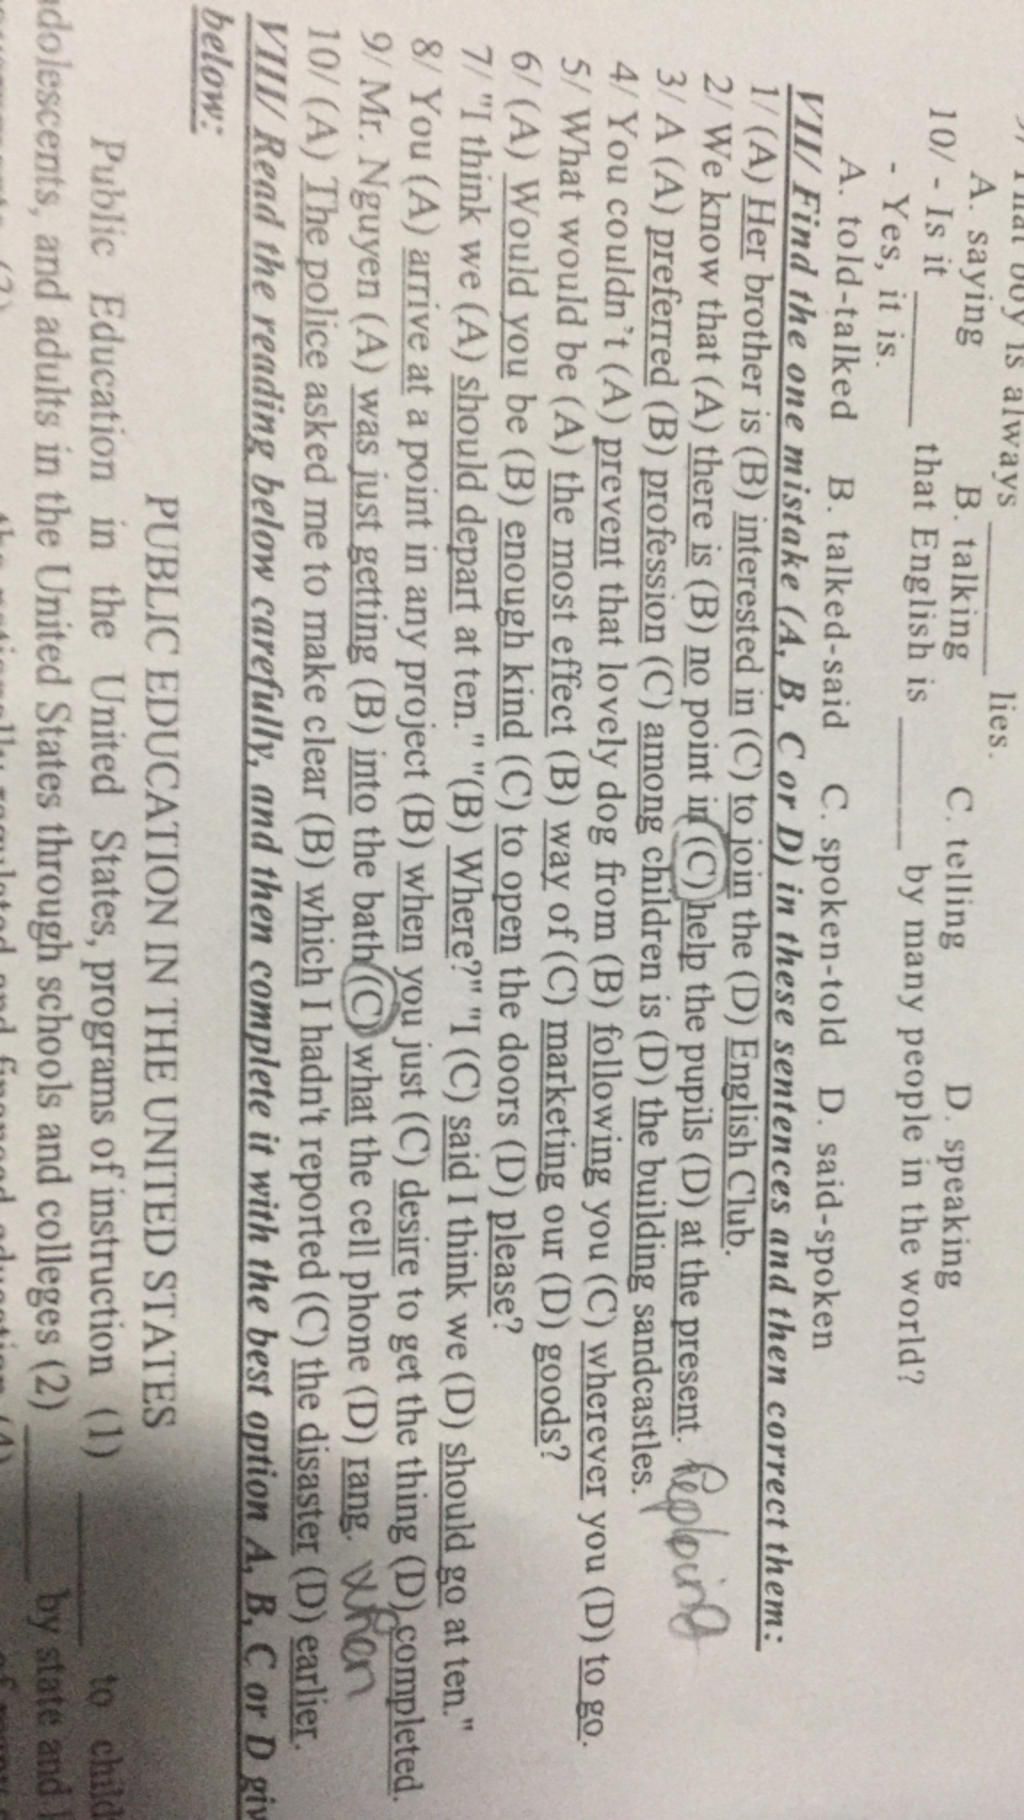 boy is always ______ lies.
A. saying B. talking C. telling D. speaking
10/ - Is it ______ that English is ______ by many people in the world?
- Yes, it is.
A. told-talked B. talked-said C. spoken-told D. said-spoken
VII/ Find the one mistake (A, B, C or D) in these sentences and then correct them:
1/ (A) Her brother is (B) interested in (C) to join the (D) English Club.
2/ We know that (A) there is (B) no point in (C) help the pupils (D) at the present. helping
3/ A (A) preferred (B) profession (C) among children is (D) the building sandcastles.
4/ You couldn't (A) prevent that lovely dog from (B) following you (C) wherever you (D) to go.
5/ What would be (A) the most effect (B) way of (C) marketing our (D) goods?
6/ (A) Would you be (B) enough kind (C) to open the doors (D) please?
7/ "I think we (A) should depart at ten." "(B) Where?" "I (C) said I think we (D) should go at ten."
8/ You (A) arrive at a point in any project (B) when you just (C) desire to get the thing (D) completed.
9/ Mr. Nguyen (A) was just getting (B) into the bath (C) what the cell phone (D) rang. when
10/ (A) The police asked me to make clear (B) which I hadn't reported (C) the disaster (D) earlier.
VIII/ Read the reading below carefully, and then complete it with the best option A, B, C or D giv
below:
PUBLIC EDUCATION IN THE UNITED STATES
Public Education in the United States, programs of instruction (1) ______ to child
adolescents, and adults in the United States through schools and colleges (2) ______ by state and